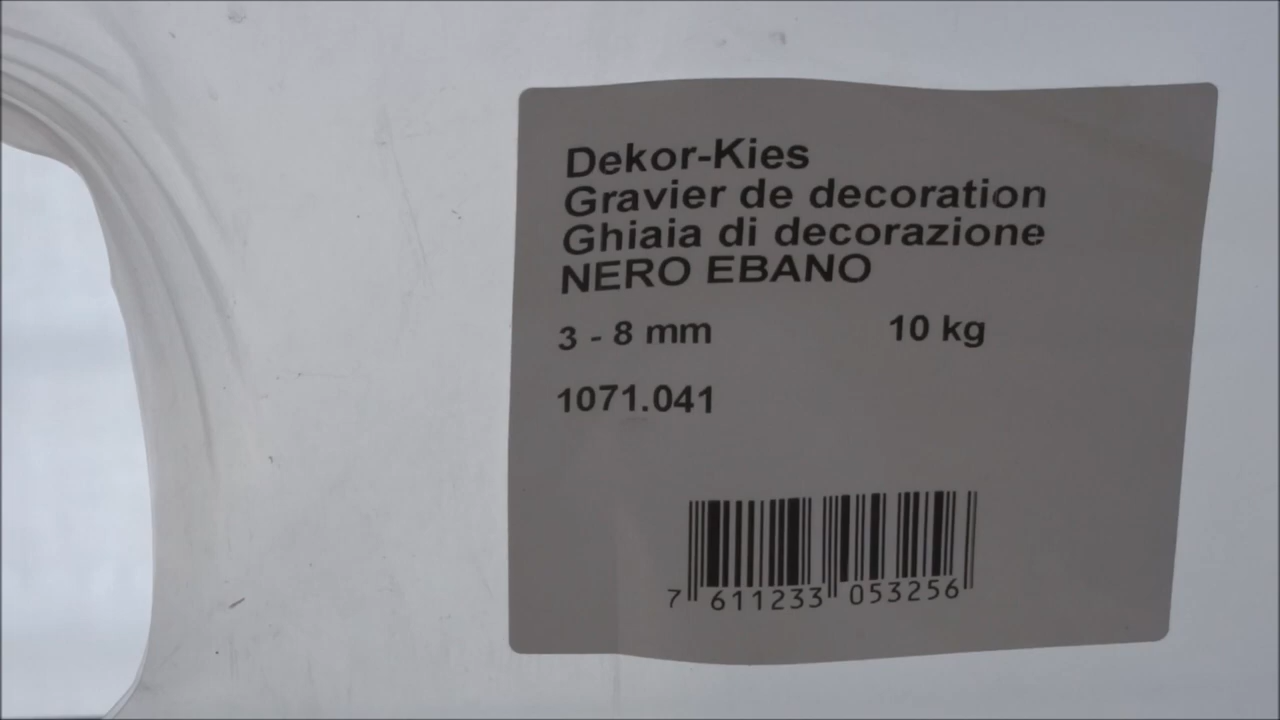 Dekor-Kies
Gravier de decoration
Ghiaia di decorazione
NERO EBANO
3 - 8 mm 10 kg
1071.041
7 611233 053256